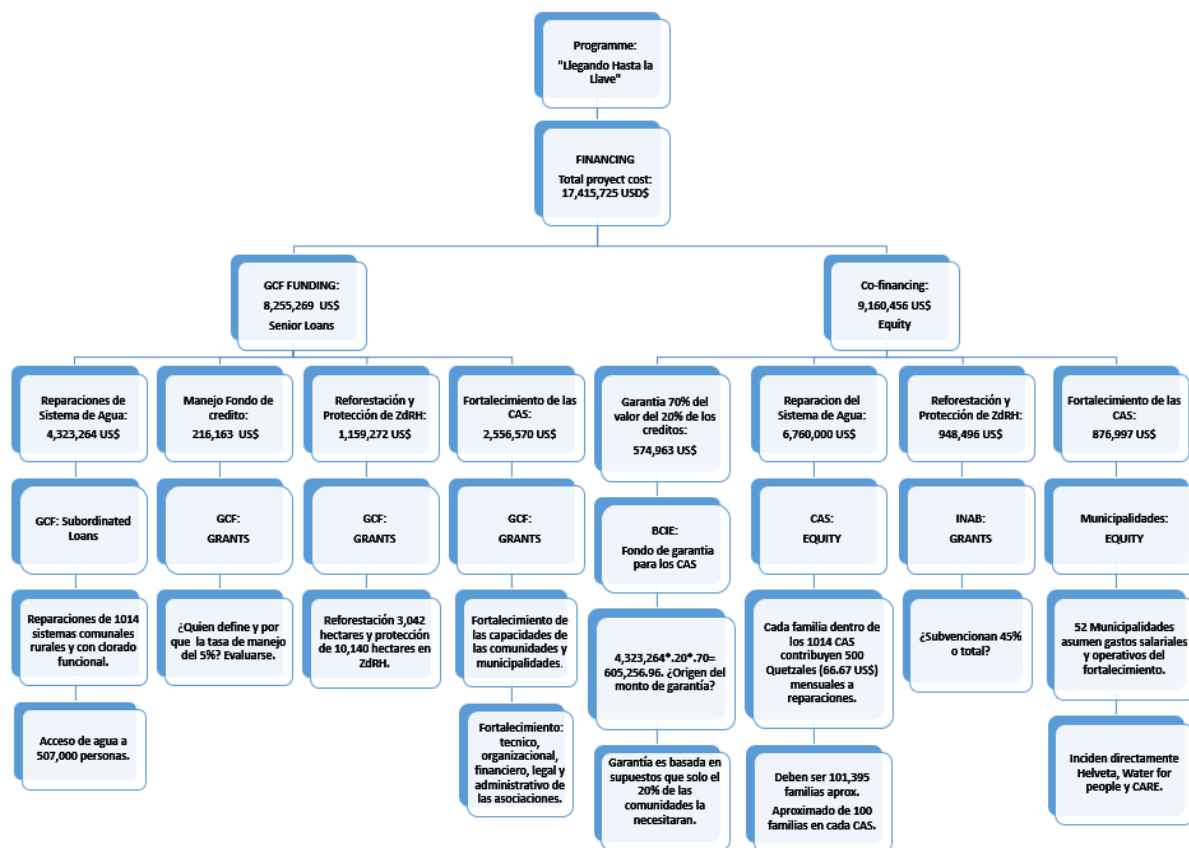 Programme:
"Llegando Hasta la
Llave"
FINANCING
Total proyect cost:
17,415,725 USD$
GCF FUNDING:
8,255,269 US$
Senior Loans
Co-financing:
9,160,456 US$
Equity
Reparaciones de
Sistema de Agua:
4,323,264 US$
Manejo Fondo de
credito:
216,163 US$
Reforestación y
Protección de ZdRH:
1,159,272 US$
Fortalecimiento de las
CAS:
2,556,570 US$
Garantia 70% del
valor del 20% de los
creditos:
574,963 US$
Reparacion del
Sistema de Agua:
6,760,000 US$
Reforestación y
Protección de ZdRH:
948,496 US$
Fortalecimiento de las
CAS:
876,997 US$
GCF: Subordinated
Loans
GCF:
GRANTS
GCF:
GRANTS
GCF:
GRANTS
BCIE:
Fondo de garantia
para los CAS
CAS:
EQUITY
INAB:
GRANTS
Municipalidades:
EQUITY
Reparaciones de 1014
sistemas comunales
rurales y con clorado
funcional.
¿Quien define y por
que la tasa de manejo
del 5%? Evaluarse.
Reforestación 3,042
hectares y protección
de 10,140 hectares en
ZdRH.
Fortalecimiento de
las capacidades de
las comunidades y
municipalidades.
4,323,264*.20*.70=
605,256.96. ¿Origen del
monto de garantía?
Cada familia dentro de
los 1014 CAS
contribuyen 500
Quetzales (66.67 US$)
mensuales a
reparaciones.
¿Subvencionan 45%
o total?
52 Municipalidades
asumen gastos salariales
y operativos del
fortalecimiento.
Acceso de agua a
507,000 personas.
Fortalecimiento:
tecnico,
organizacional,
financiero, legal y
administrativo de
las asociaciones.
Garantía es basada en
supuestos que solo el
20% de las
comunidades la
necesitaran.
Deben ser 101,395
familias aprox.
Aproximado de 100
familias en cada CAS.
Inciden directamente
Helveta, Water for
people y CARE.